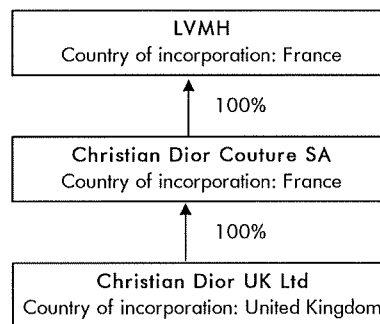 LVMH
Country of incorporation: France
100%
Christian Dior Couture SA
Country of incorporation: France
100%
Christian Dior UK Ltd
Country of incorporation: United Kingdom